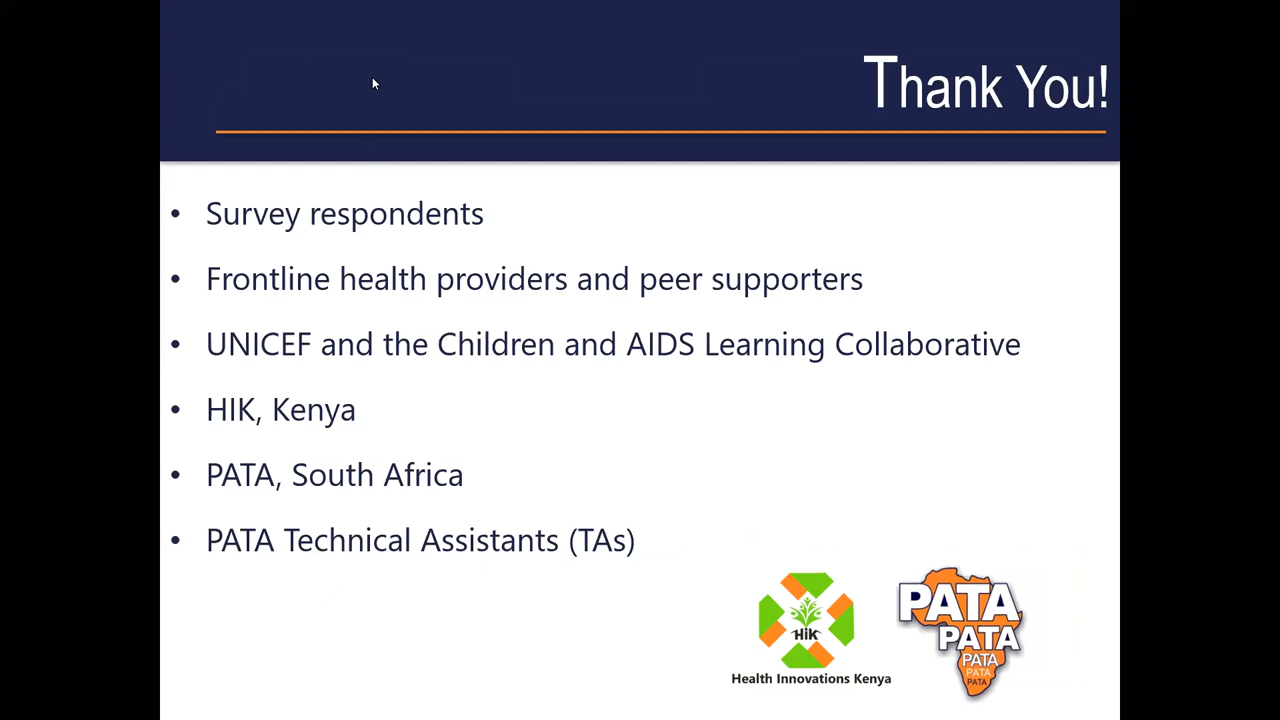 Thank You!
• Survey respondents
• Frontline health providers and peer supporters
• UNICEF and the Children and AIDS Learning Collaborative
• HIK, Kenya
• PATA, South Africa
• PATA Technical Assistants (TAs)
HiK
Health Innovations Kenya
PATA
PATA
PATA
PATA
PATA